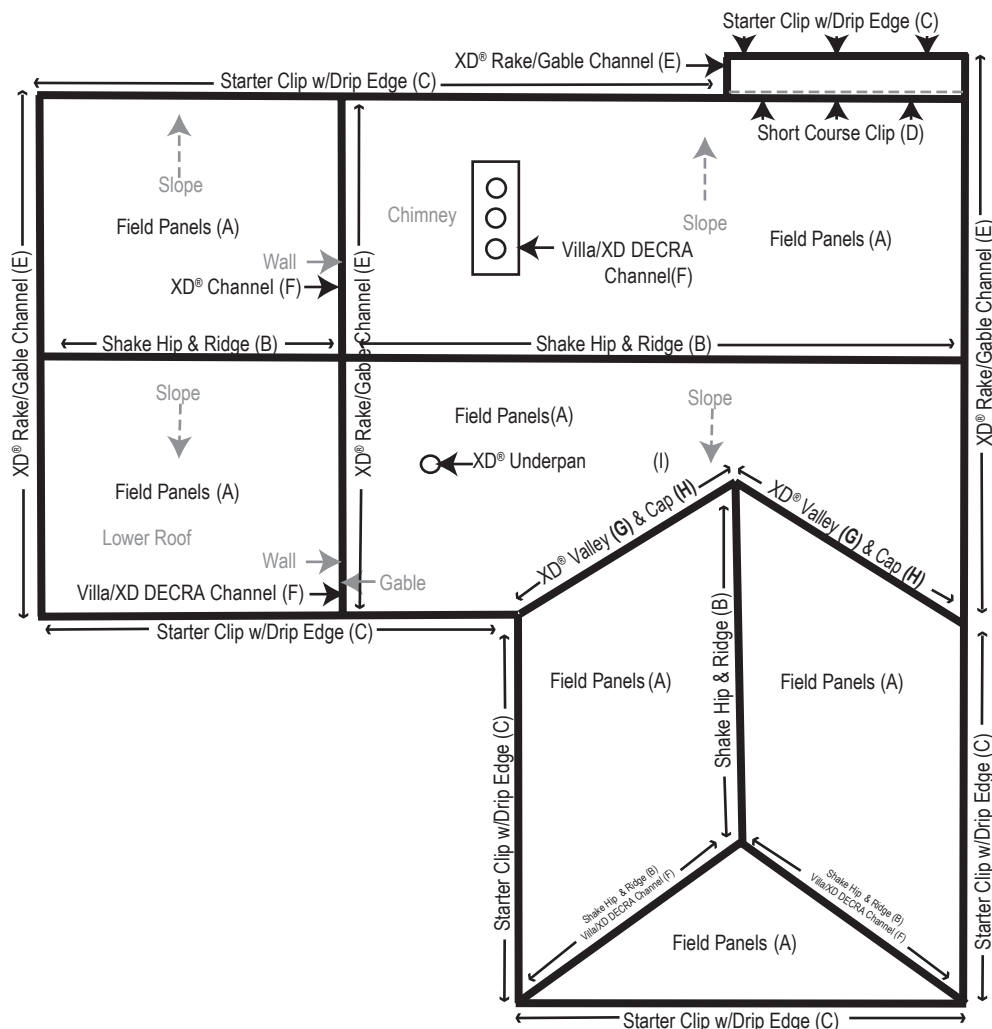 Starter Clip w/Drip Edge (C)
XD® Rake/Gable Channel (E)
Starter Clip w/Drip Edge (C)
Short Course Clip (D)
Slope
Slope
Chimney
Field Panels (A)
Field Panels (A)
Villa/XD DECRA
Channel(F)
Wall
XD® Channel (F)
XD® Rake/Gable Channel (E)
XD® Rake/Gable Channel (E)
XD® Rake/Gable Channel (E)
Shake Hip & Ridge (B)
Shake Hip & Ridge (B)
Slope
Slope
Field Panels(A)
XD® Underpan
(I)
Field Panels (A)
Lower Roof
Wall
Gable
Villa/XD DECRA Channel (F)
XD® Valley (G) & Cap (H)
XD® Valley (G) & Cap (H)
Starter Clip w/Drip Edge (C)
Field Panels (A)
Field Panels (A)
Shake Hip & Ridge (B)
Starter Clip w/Drip Edge (C)
Starter Clip w/Drip Edge (C)
Shake Hip & Ridge (B)
Villa/XD DECRA Channel (F)
Shake Hip & Ridge (B)
Villa/XD DECRA Channel (F)
Field Panels (A)
Starter Clip w/Drip Edge (C)